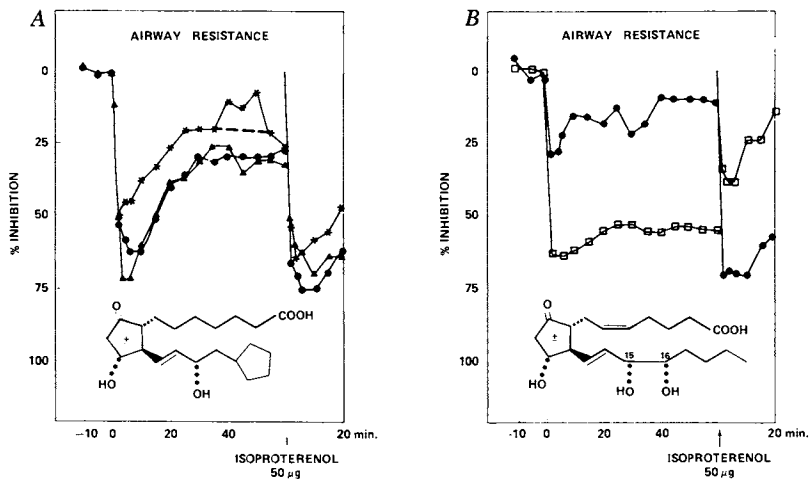 A
AIRWAY RESISTANCE
% INHIBITION
0
25
50
75
100
O
COOH
+
HO
OH
-10 0 20 40 20 min.
ISOPROTERENOL
50 µg
B
AIRWAY RESISTANCE
% INHIBITION
0
25
50
75
100
O
COOH
±
15 16
HO
HO OH
-10 0 20 40 20 min.
ISOPROTERENOL
50 µg